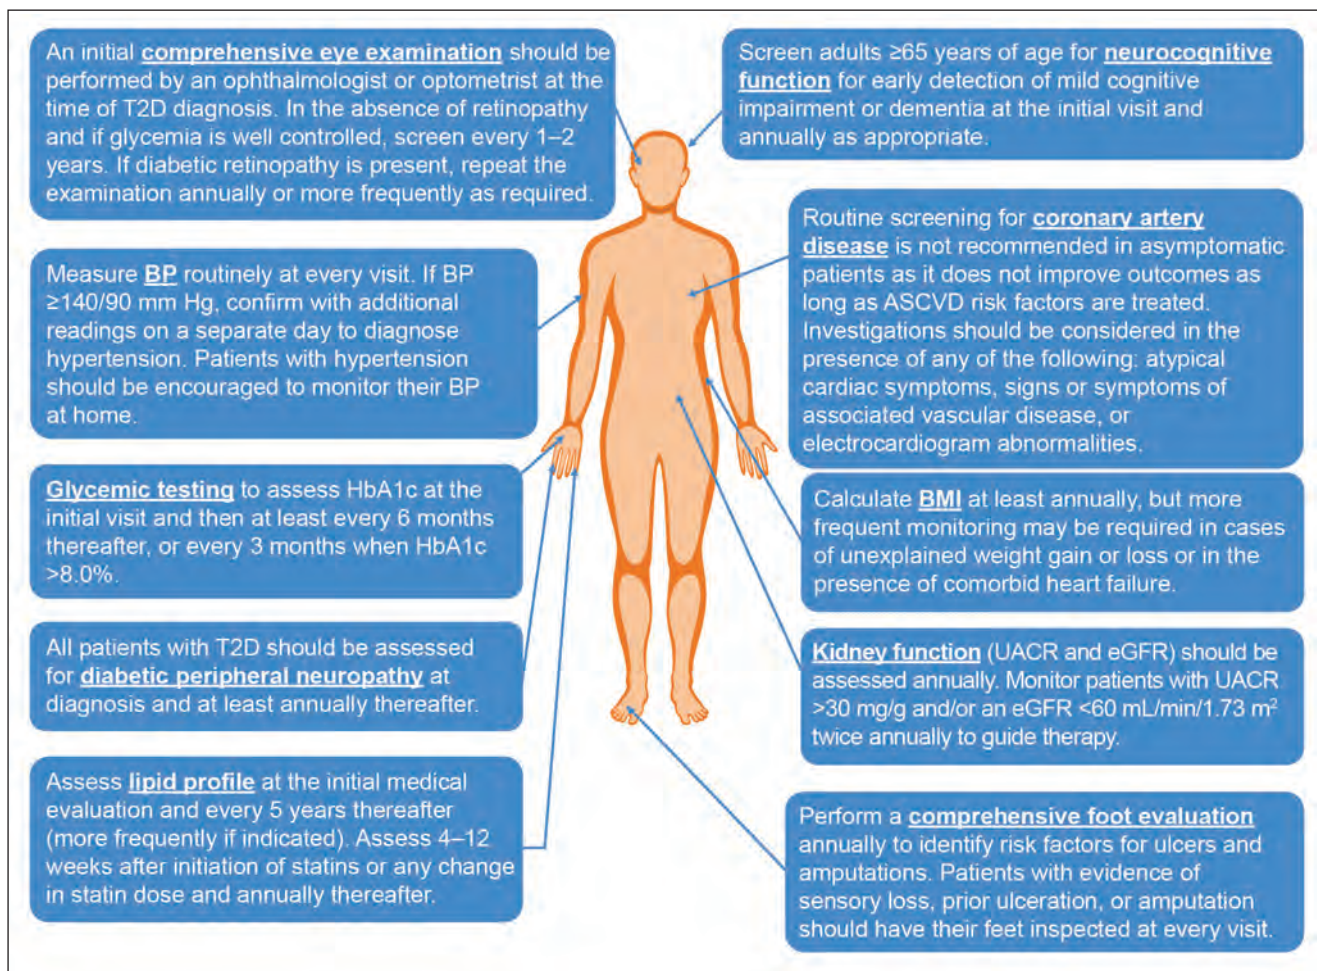 An initial comprehensive eye examination should be
performed by an ophthalmologist or optometrist at the
time of T2D diagnosis. In the absence of retinopathy
and if glycemia is well controlled, screen every 1–2
years. If diabetic retinopathy is present, repeat the
examination annually or more frequently as required.
Measure BP routinely at every visit. If BP
≥140/90 mm Hg, confirm with additional
readings on a separate day to diagnose
hypertension. Patients with hypertension
should be encouraged to monitor their BP
at home.
Glycemic testing to assess HbA1c at the
initial visit and then at least every 6 months
thereafter, or every 3 months when HbA1c
>8.0%.
All patients with T2D should be assessed
for diabetic peripheral neuropathy at
diagnosis and at least annually thereafter.
Assess lipid profile at the initial medical
evaluation and every 5 years thereafter
(more frequently if indicated). Assess 4–12
weeks after initiation of statins or any change
in statin dose and annually thereafter.
Screen adults ≥65 years of age for neurocognitive
function for early detection of mild cognitive
impairment or dementia at the initial visit and
annually as appropriate.
Routine screening for coronary artery
disease is not recommended in asymptomatic
patients as it does not improve outcomes as
long as ASCVD risk factors are treated.
Investigations should be considered in the
presence of any of the following: atypical
cardiac symptoms, signs or symptoms of
associated vascular disease, or
electrocardiogram abnormalities.
Calculate BMI at least annually, but more
frequent monitoring may be required in cases
of unexplained weight gain or loss or in the
presence of comorbid heart failure.
Kidney function (UACR and eGFR) should be
assessed annually. Monitor patients with UACR
>30 mg/g and/or an eGFR <60 mL/min/1.73 m²
twice annually to guide therapy.
Perform a comprehensive foot evaluation
annually to identify risk factors for ulcers and
amputations. Patients with evidence of
sensory loss, prior ulceration, or amputation
should have their feet inspected at every visit.